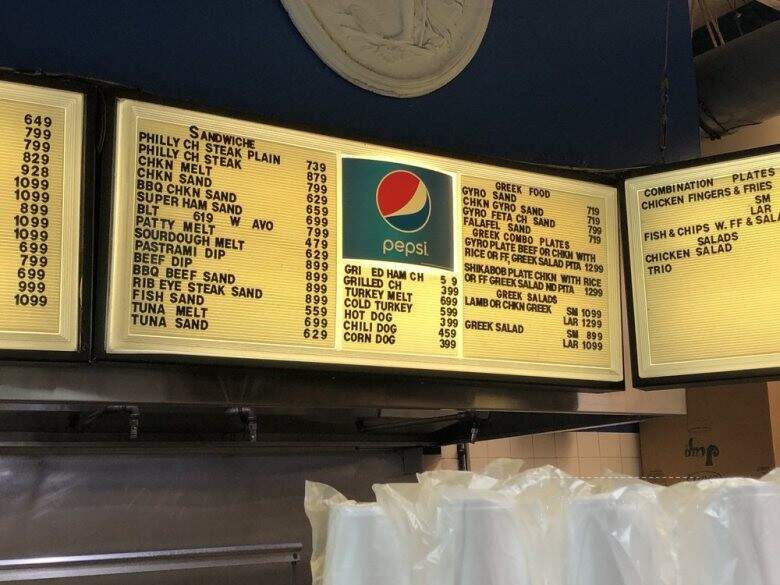 649
799
799
829
928
1099
1099
899
1099
1099
699
799
699
999
1099
SANDWICHE
PHILLY CH STEAK PLAIN 739
PHILLY CH STEAK 879
CHKN MELT 799
CHKN SAND 629
BBQ CHKN SAND 659
SUPER HAM SAND 699
BLT 619 W AVO 799
PATTY MELT 479
SOURDOUGH MELT 629
PASTRAMI DIP 899
BEEF DIP 899
BBQ BEEF SAND 899
RIB EYE STEAK SAND 899
FISH SAND 559
TUNA MELT 699
TUNA SAND 629
pepsi
GRI ED HAM CH 5 9
GRILLED CH 399
TURKEY MELT 699
COLD TURKEY 599
HOT DOG 399
CHILI DOG 459
CORN DOG 399
GREEK FOOD
GYRO SAND 719
CHKN GYRO SAND 719
GYRO FETA CH SAND 799
FALAFEL SAND 719
GREEK COMBO PLATES
GYRO PLATE BEEF OR CHKN WITH
RICE OR FF, GREEK SALAD PITA 1299
SHIKABOB PLATE CHKN WITH RICE
OR FF GREEK SALAD ND PITA 1299
GREEK SALADS
LAMB OR CHKN GREEK SM 1099
LAR 1299
GREEK SALAD SM 899
LAR 1099
COMBINATION PLATES
CHICKEN FINGERS & FRIES
SM
LAR
FISH & CHIPS W. FF & SALA
SALADS
CHICKEN SALAD
TRIO